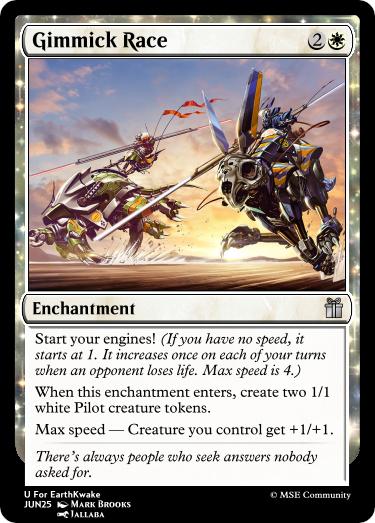 Gimmick Race 2
Enchantment
Start your engines! (If you have no speed, it
starts at 1. It increases once on each of your turns
when an opponent loses life. Max speed is 4.)
When this enchantment enters, create two 1/1
white Pilot creature tokens.
Max speed — Creature you control get +1/+1.
There's always people who seek answers nobody
asked for.
U For EarthKwake
JUN25 Mark Brooks
Jallaba
© MSE Community